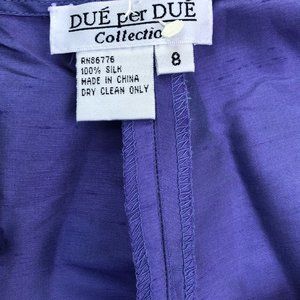 DUÉ per DUÉ
Collection
RN86776
100% SILK
MADE IN CHINA
DRY CLEAN ONLY
8